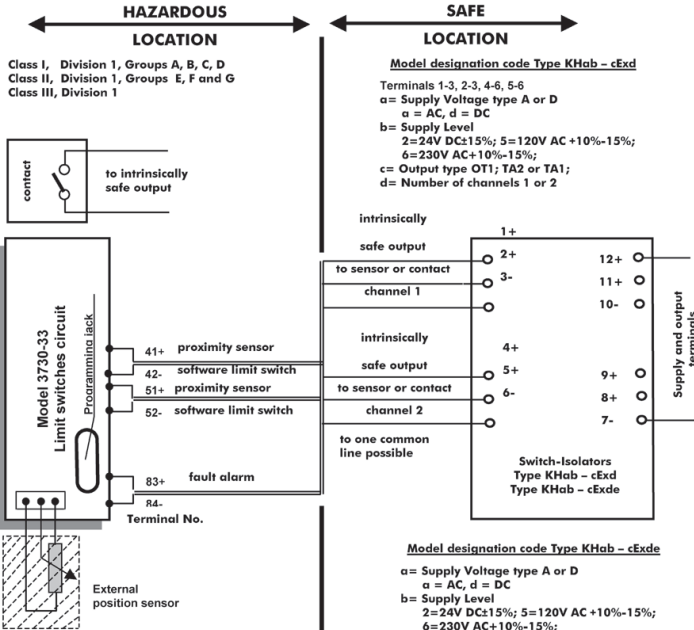 HAZARDOUS
LOCATION
SAFE
LOCATION
Class I, Division 1, Groups A, B, C, D
Class II, Division 1, Groups E, F and G
Class III, Division 1
Model designation code Type KHab – cExd
Terminals 1-3, 2-3, 4-6, 5-6
a= Supply Voltage type A or D
a = AC, d = DC
b= Supply Level
2=24V DC±15%; 5=120V AC +10%-15%;
6=230V AC+10%-15%;
c= Output type OT1; TA2 or TA1;
d= Number of channels 1 or 2
contact
to intrinsically
safe output
Model 3730-33
Limit switches circuit
Programming jack
41+ proximity sensor
42- software limit switch
51+ proximity sensor
52- software limit switch
83+ fault alarm
84-
Terminal No.
External
position sensor
intrinsically
safe output
to sensor or contact
channel 1
intrinsically
safe output
to sensor or contact
channel 2
to one common
line possible
1+
2+
3-
4+
5+
6-
12+
11+
10-
9+
8+
7-
Supply and output
terminals
Switch-Isolators
Type KHab – cExd
Type KHab – cExde
Model designation code Type KHab – cExde
a= Supply Voltage type A or D
a = AC, d = DC
b= Supply Level
2=24V DC±15%; 5=120V AC +10%-15%;
6=230V AC+10%-15%;